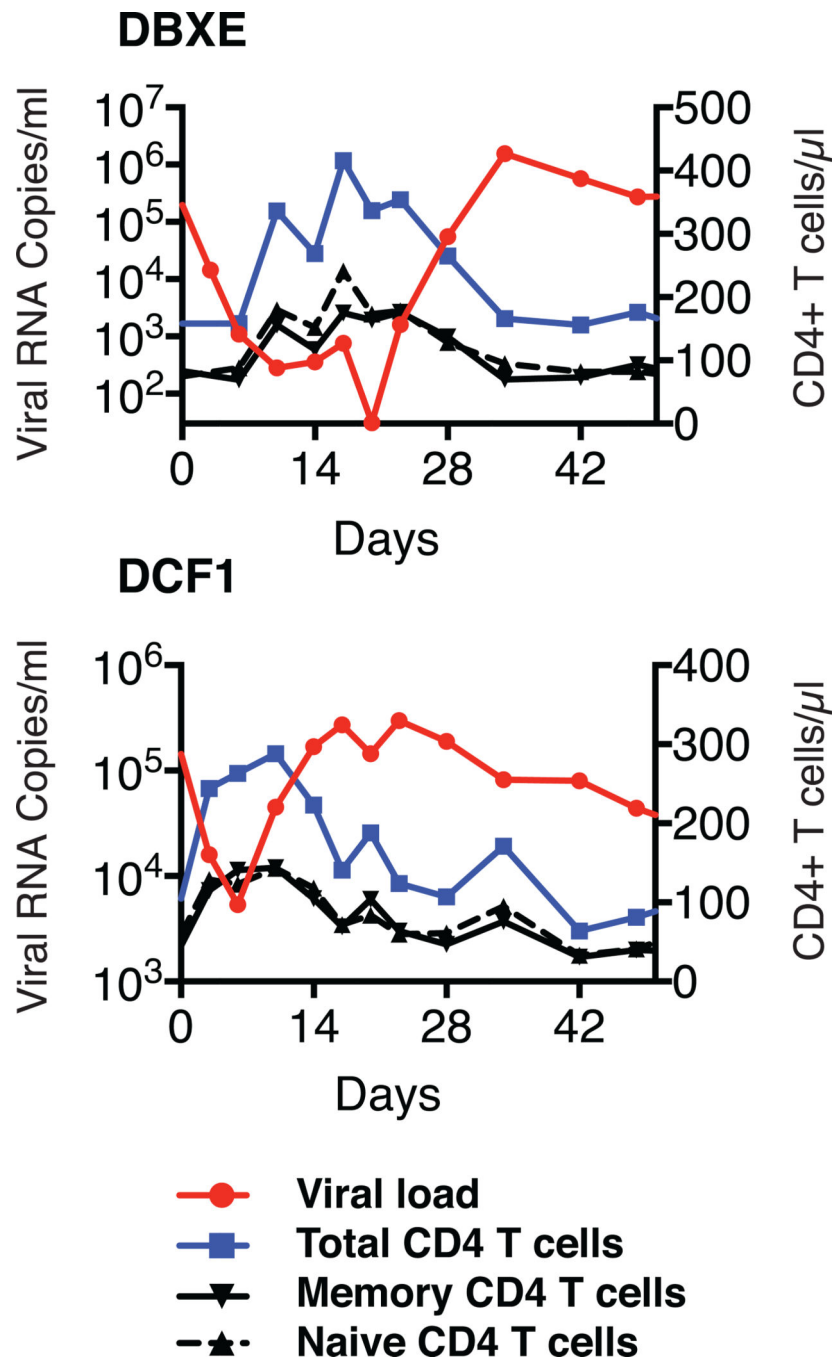 DBXE
Viral RNA Copies/ml
10⁷
10⁶
10⁵
10⁴
10³
10²
500
400
300
200
100
0
CD4+ T cells/µl
0 14 28 42
Days
DCF1
Viral RNA Copies/ml
10⁶
10⁵
10⁴
10³
400
300
200
100
0
CD4+ T cells/µl
0 14 28 42
Days
Viral load
Total CD4 T cells
Memory CD4 T cells
Naive CD4 T cells